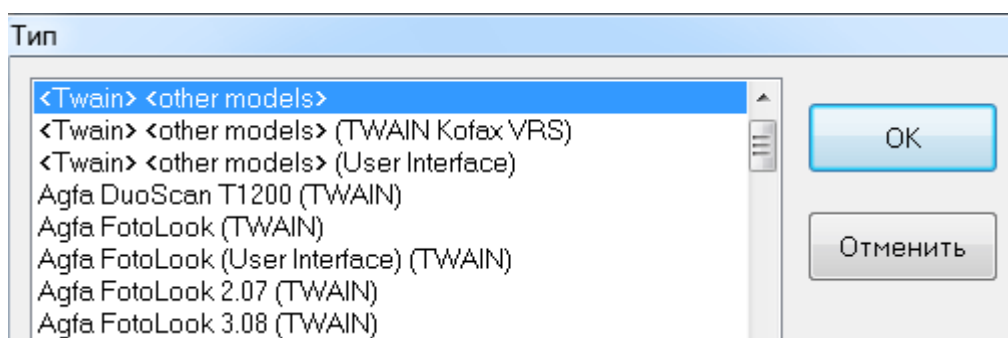 Тип
<Twain> <other models>
<Twain> <other models> (TWAIN Kofax VRS)
<Twain> <other models> (User Interface)
Agfa DuoScan T1200 (TWAIN)
Agfa FotoLook (TWAIN)
Agfa FotoLook (User Interface) (TWAIN)
Agfa FotoLook 2.07 (TWAIN)
Agfa FotoLook 3.08 (TWAIN)
OK
Отменить